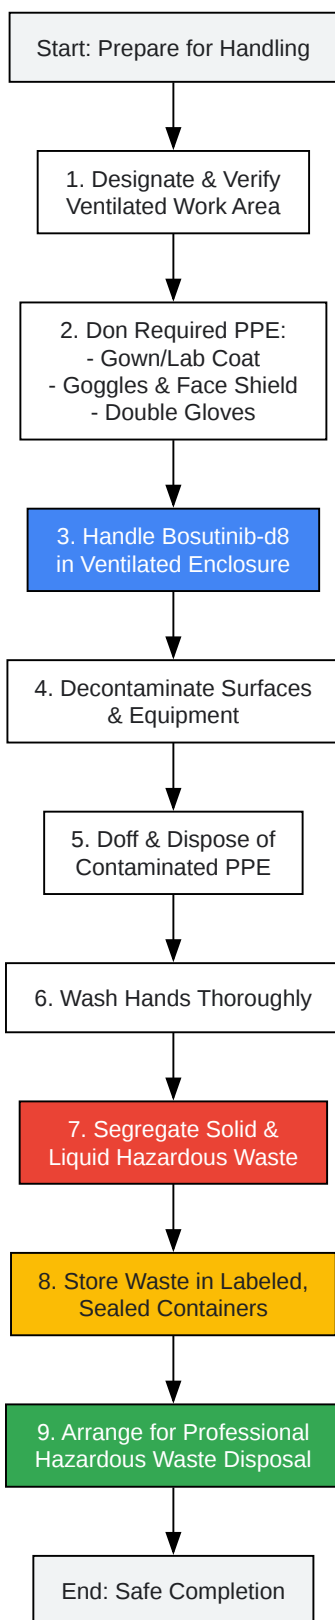 Start: Prepare for Handling
1. Designate & Verify
Ventilated Work Area
2. Don Required PPE:
- Gown/Lab Coat
- Goggles & Face Shield
- Double Gloves
3. Handle Bosutinib-d8
in Ventilated Enclosure
4. Decontaminate Surfaces
& Equipment
5. Doff & Dispose of
Contaminated PPE
6. Wash Hands Thoroughly
7. Segregate Solid &
Liquid Hazardous Waste
8. Store Waste in Labeled,
Sealed Containers
9. Arrange for Professional
Hazardous Waste Disposal
End: Safe Completion